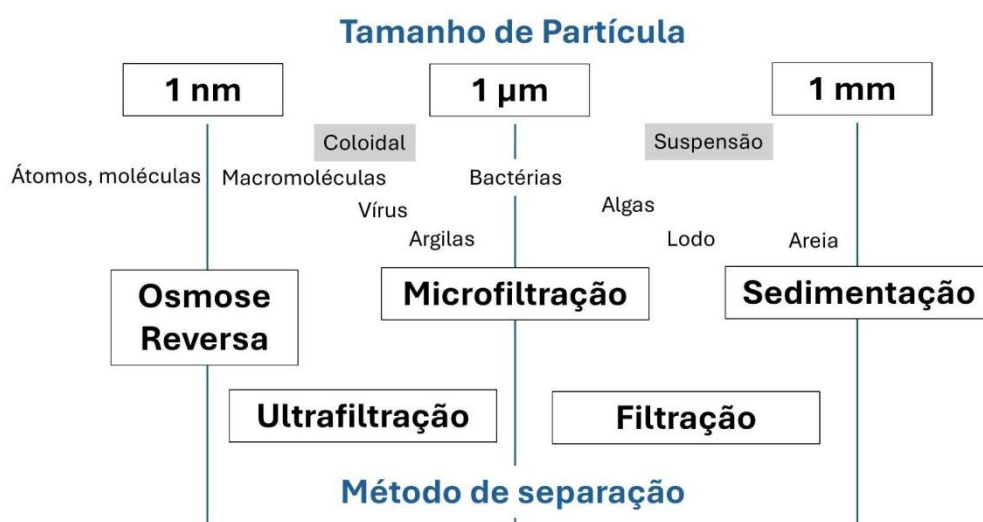 Tamanho de Partícula
1 nm
1 µm
1 mm
Coloidal
Suspensão
Átomos, moléculas
Macromoléculas
Bactérias
Vírus
Algas
Argilas
Lodo
Areia
Osmose
Reversa
Microfiltração
Sedimentação
Ultrafiltração
Filtração
Método de separação